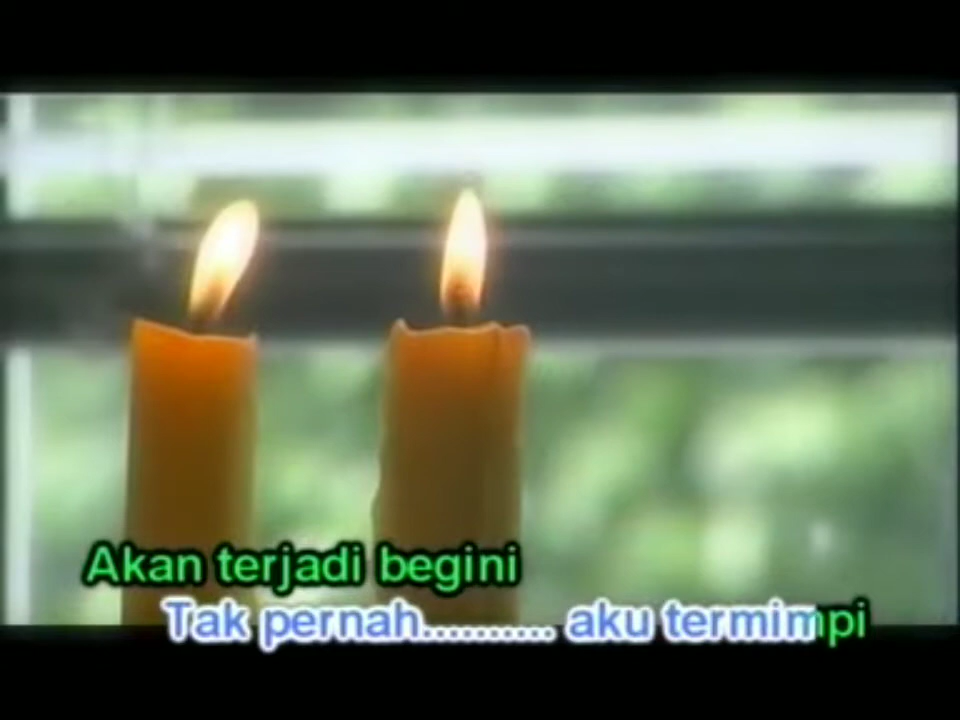 Akan terjadi begini
Tak pernah.......... aku termimpi